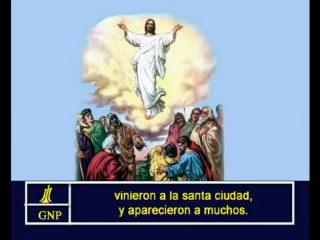 vinieron a la santa ciudad,
y aparecieron a muchos.
GNP